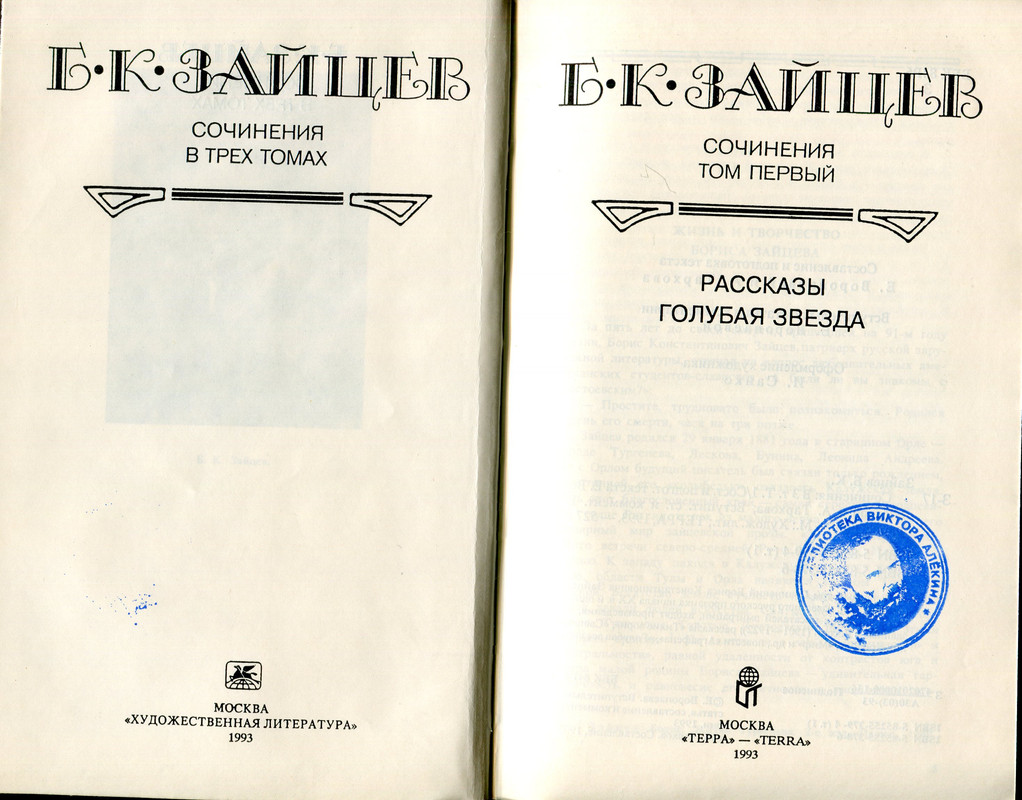 Б·К·ЗАЙЦЕВ
СОЧИНЕНИЯ
В ТРЕХ ТОМАХ
МОСКВА
«ХУДОЖЕСТВЕННАЯ ЛИТЕРАТУРА»
1993
Б·К·ЗАЙЦЕВ
СОЧИНЕНИЯ
ТОМ ПЕРВЫЙ
РАССКАЗЫ
ГОЛУБАЯ ЗВЕЗДА
БИБЛИОТЕКА ВИКТОРА АЛЁКИНА
МОСКВА
«ТЕРРА» — «TERRA»
1993